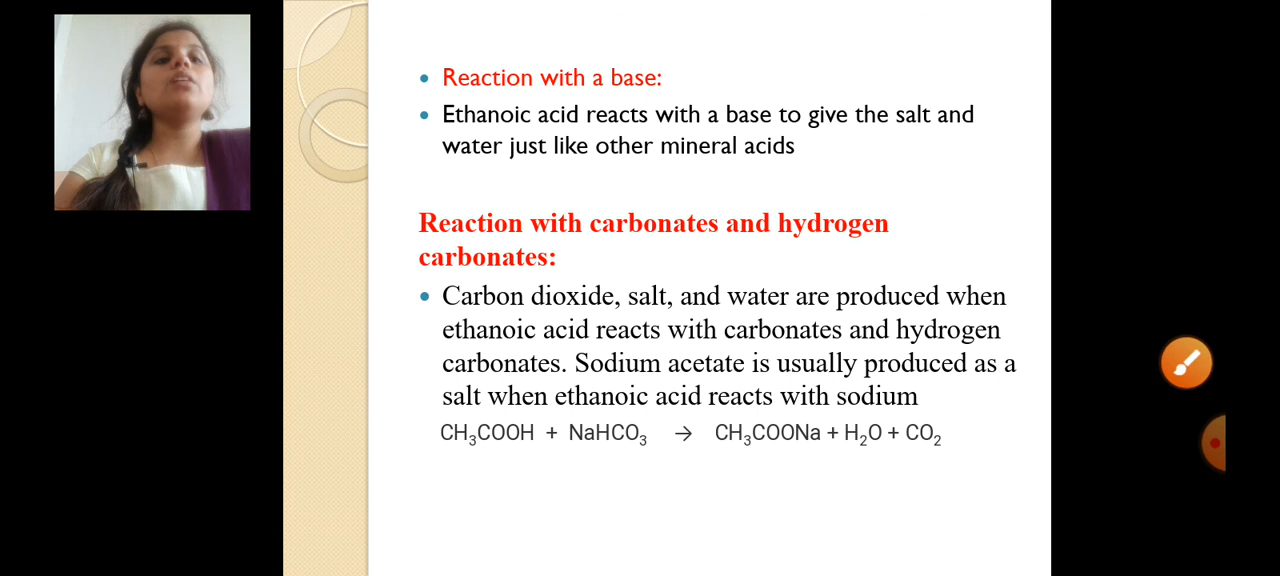 Reaction with a base:
Ethanoic acid reacts with a base to give the salt and
water just like other mineral acids
Reaction with carbonates and hydrogen
carbonates:
Carbon dioxide, salt, and water are produced when
ethanoic acid reacts with carbonates and hydrogen
carbonates. Sodium acetate is usually produced as a
salt when ethanoic acid reacts with sodium
CH₃COOH + NaHCO₃ → CH₃COONa + H₂O + CO₂